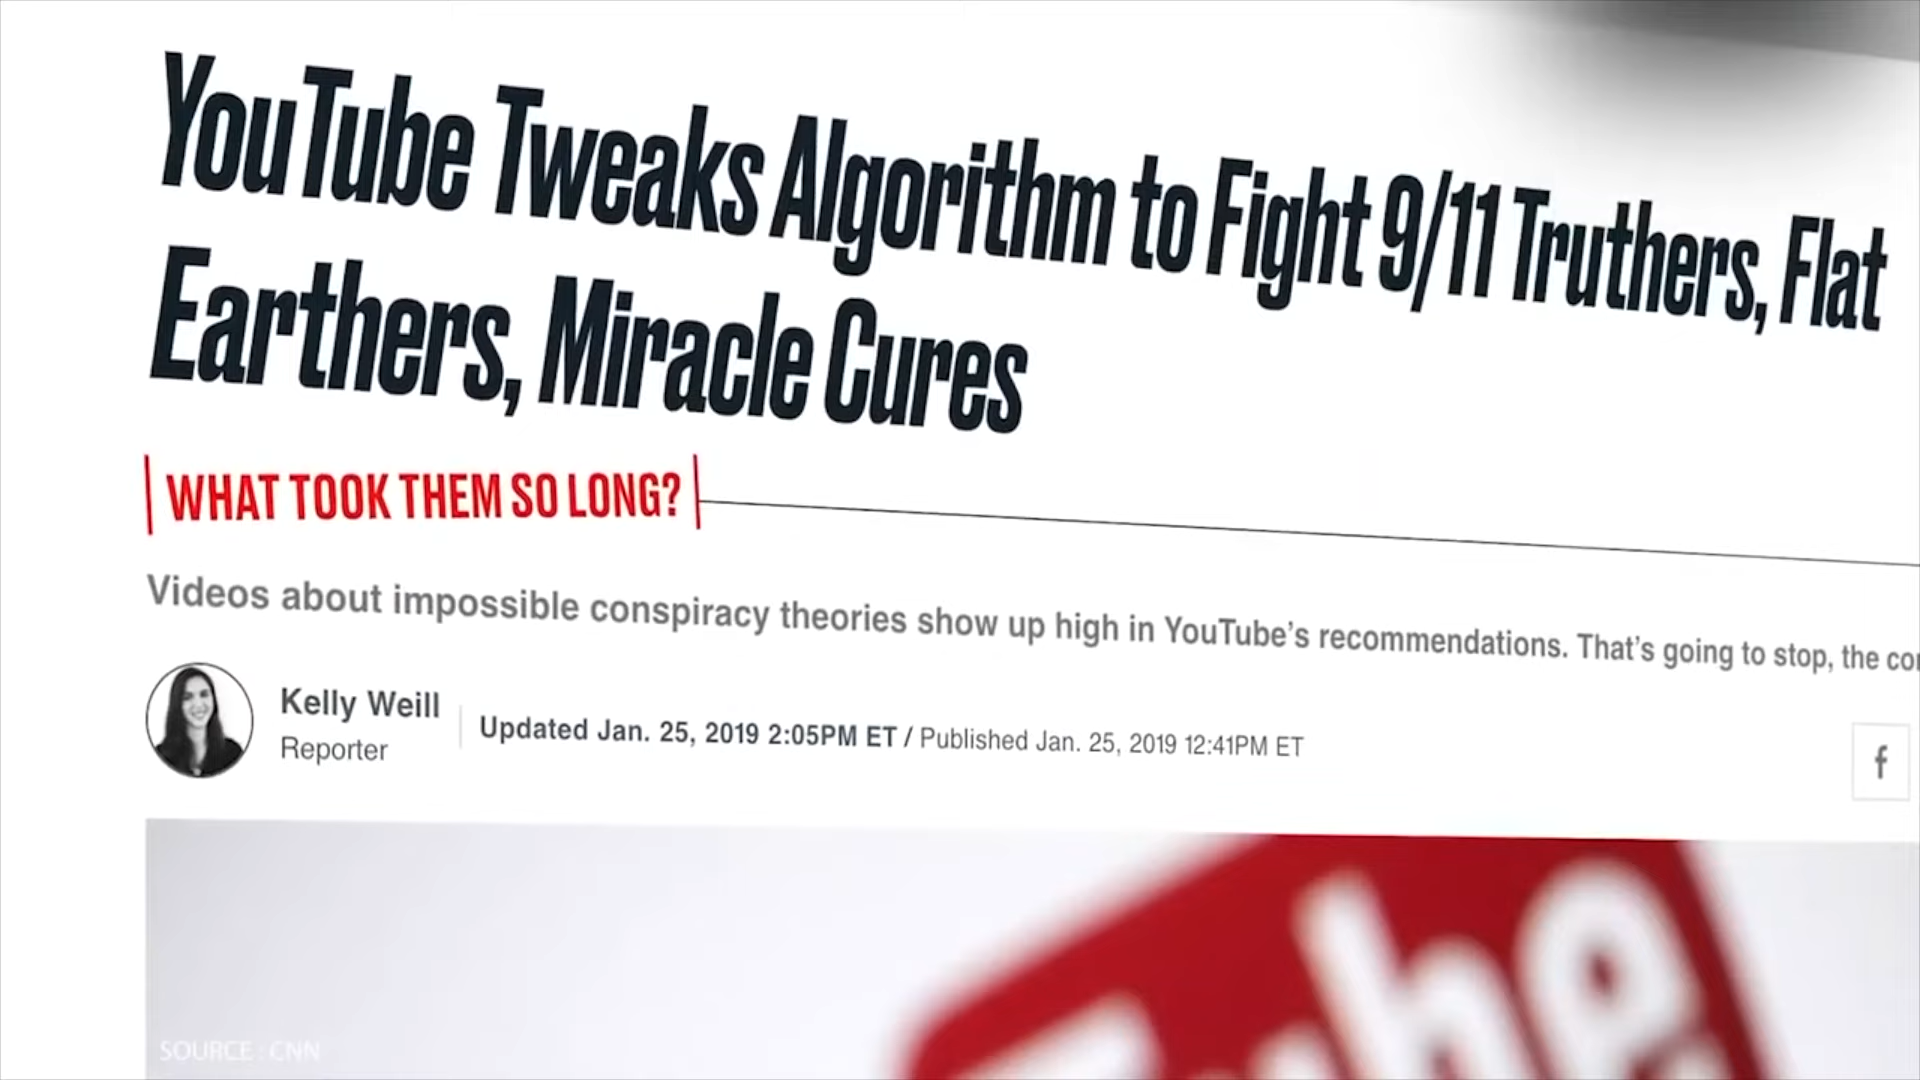 YouTube Tweaks Algorithm to Fight 9/11 Truthers, Flat
Earthers, Miracle Cures
WHAT TOOK THEM SO LONG?
Videos about impossible conspiracy theories show up high in YouTube's recommendations. That's going to stop, the
Kelly Weill
Reporter
Updated Jan. 25, 2019 2:05PM ET / Published Jan. 25, 2019 12:41PM ET
f
SOURCE : CNN